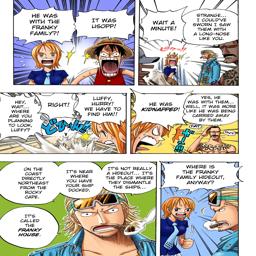 STRANGE...
I COULD'VE
SWORN I SAW
THEM WITH
A LONG-NOSE
LIKE YOU.
WAIT A
MINUTE!
IT WAS
USOPP!
HE WAS
WITH THE
FRANKY
FAMILY?!
YES, HE
WAS WITH
THEM...
WELL, IT WAS
MORE LIKE HE
WAS BEING
CARRIED AWAY
BY THEM.
HE WAS
KIDNAPPED!
LUFFY,
HURRY! WE
HAVE TO
FIND HIM!!
RIGHT!
HEY,
WAIT...
WHERE ARE
YOU
PLANNING
TO LOOK
LUFFY?
WHERE IS
THE FRANKY
FAMILY
HIDEOUT,
ANYWAY?
IT'S NOT REALLY
A HIDEOUT...
IT'S THE PLACE
WHERE THEY
DISMANTLE
THE SHIPS...
IT'S NEAR
WHERE YOU
HAVE YOUR
SHIP
DOCKED.
ON THE
COAST
DIRECTLY
NORTHEAST
FROM THE
ROCKY
CAPE.
IT'S
CALLED
THE
FRANKY
HOUSE.